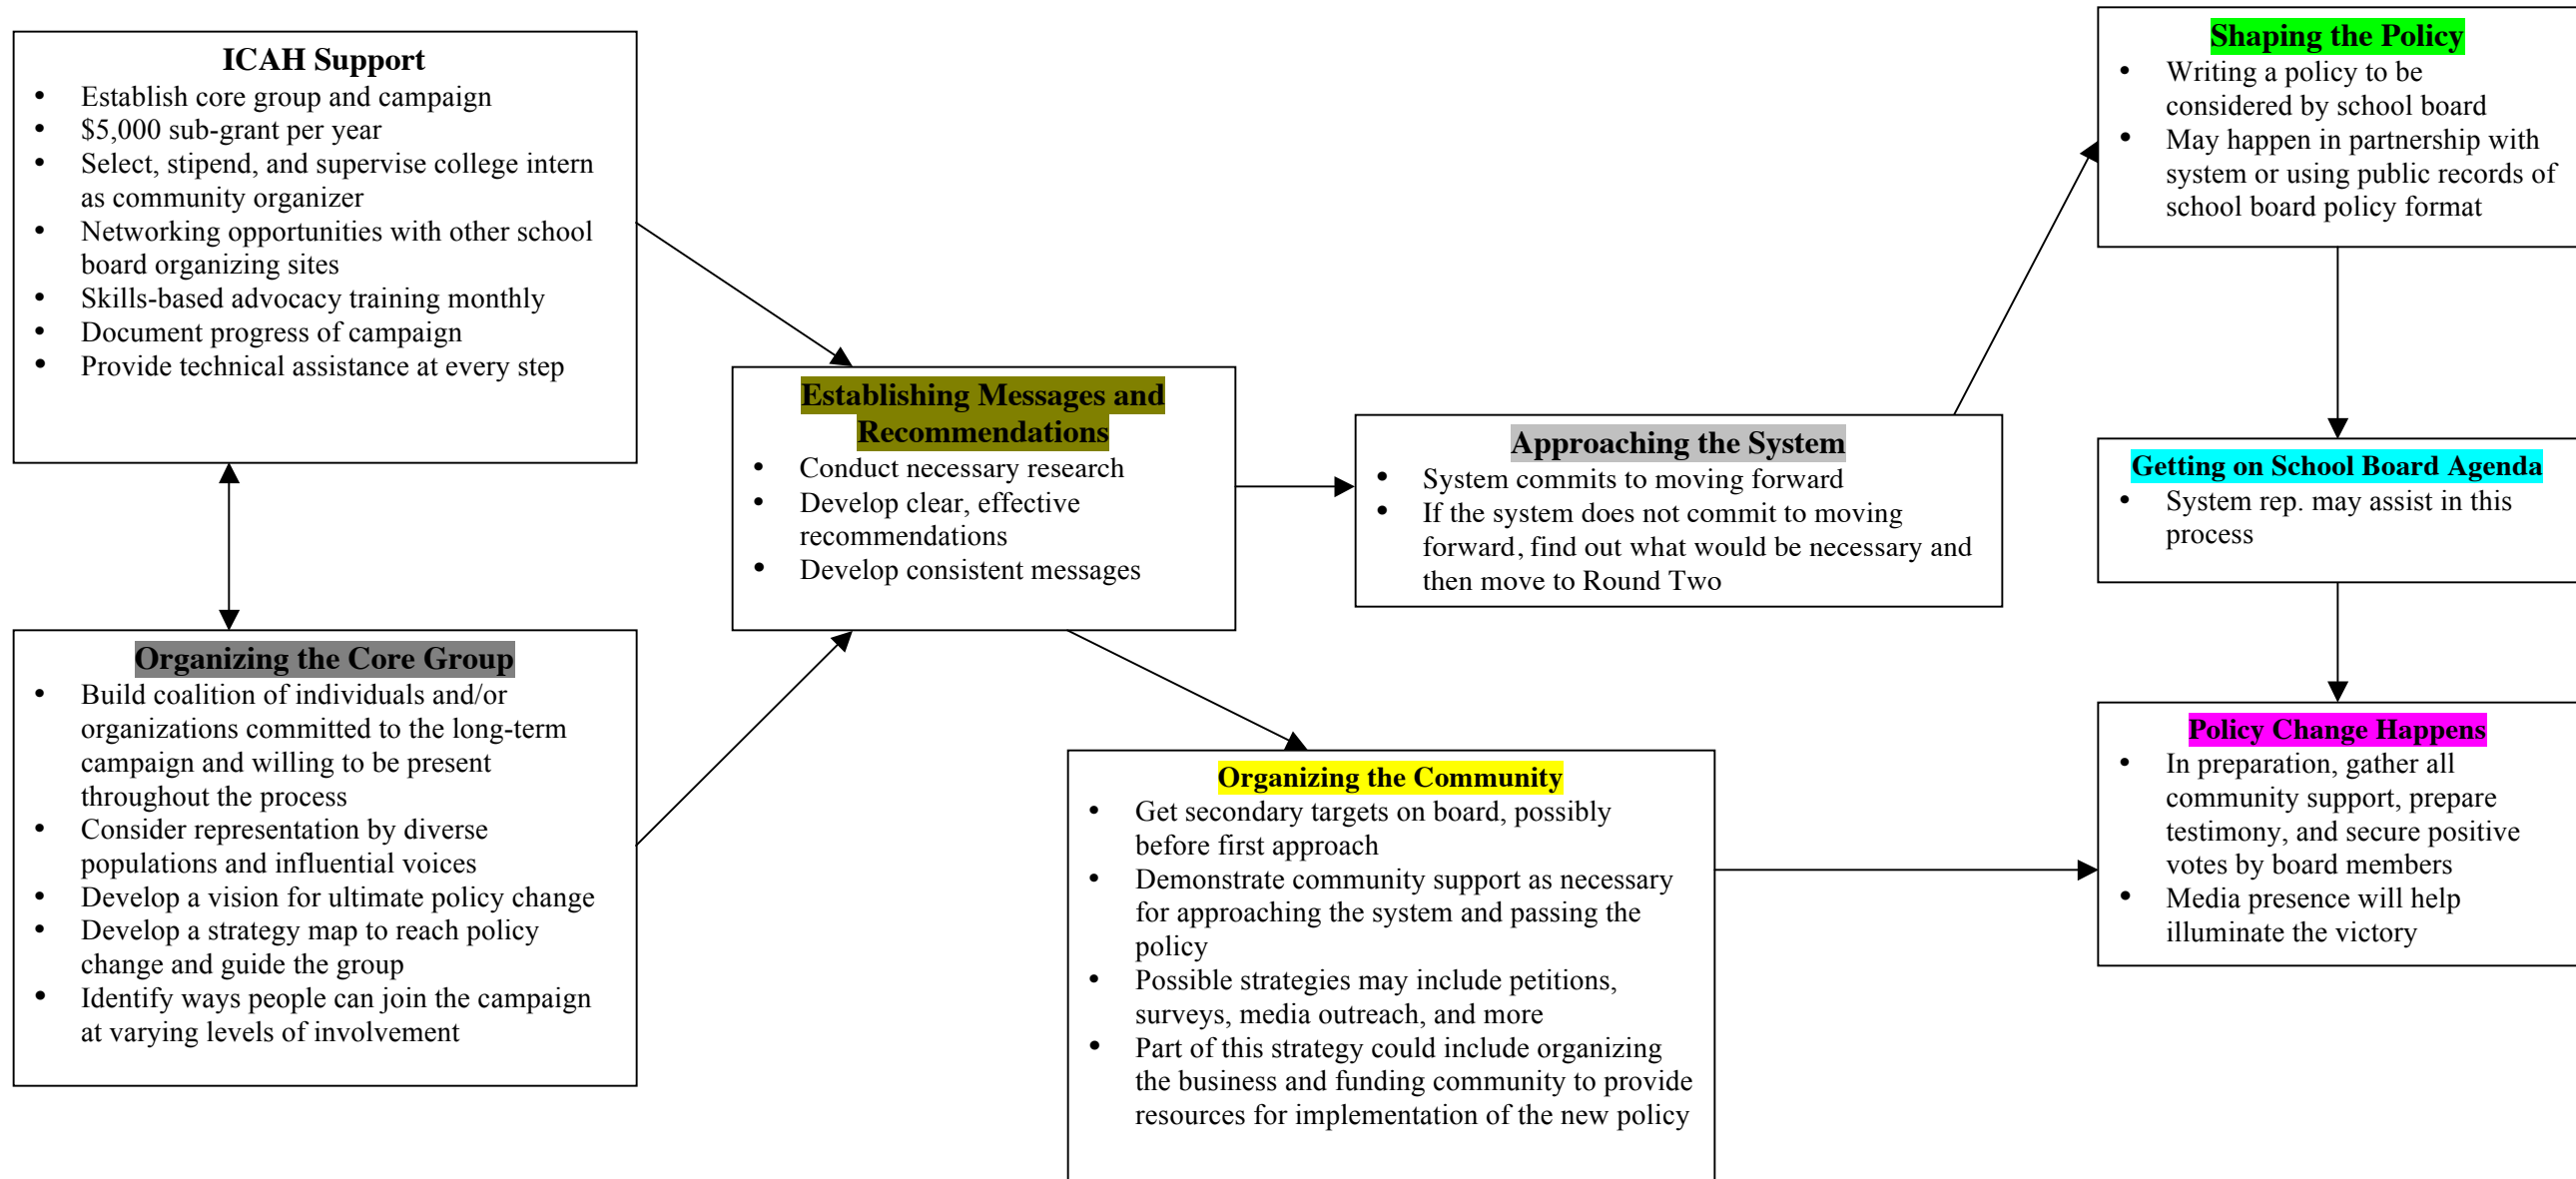 ICAH Support
• Establish core group and campaign
• $5,000 sub-grant per year
• Select, stipend, and supervise college intern
as community organizer
• Networking opportunities with other school
board organizing sites
• Skills-based advocacy training monthly
• Document progress of campaign
• Provide technical assistance at every step
Organizing the Core Group
• Build coalition of individuals and/or
organizations committed to the long-term
campaign and willing to be present
throughout the process
• Consider representation by diverse
populations and influential voices
• Develop a vision for ultimate policy change
• Develop a strategy map to reach policy
change and guide the group
• Identify ways people can join the campaign
at varying levels of involvement
Establishing Messages and
Recommendations
• Conduct necessary research
• Develop clear, effective
recommendations
• Develop consistent messages
Approaching the System
• System commits to moving forward
• If the system does not commit to moving
forward, find out what would be necessary and
then move to Round Two
Organizing the Community
• Get secondary targets on board, possibly
before first approach
• Demonstrate community support as necessary
for approaching the system and passing the
policy
• Possible strategies may include petitions,
surveys, media outreach, and more
• Part of this strategy could include organizing
the business and funding community to provide
resources for implementation of the new policy
Shaping the Policy
• Writing a policy to be
considered by school board
• May happen in partnership with
system or using public records of
school board policy format
Getting on School Board Agenda
• System rep. may assist in this
process
Policy Change Happens
• In preparation, gather all
community support, prepare
testimony, and secure positive
votes by board members
• Media presence will help
illuminate the victory